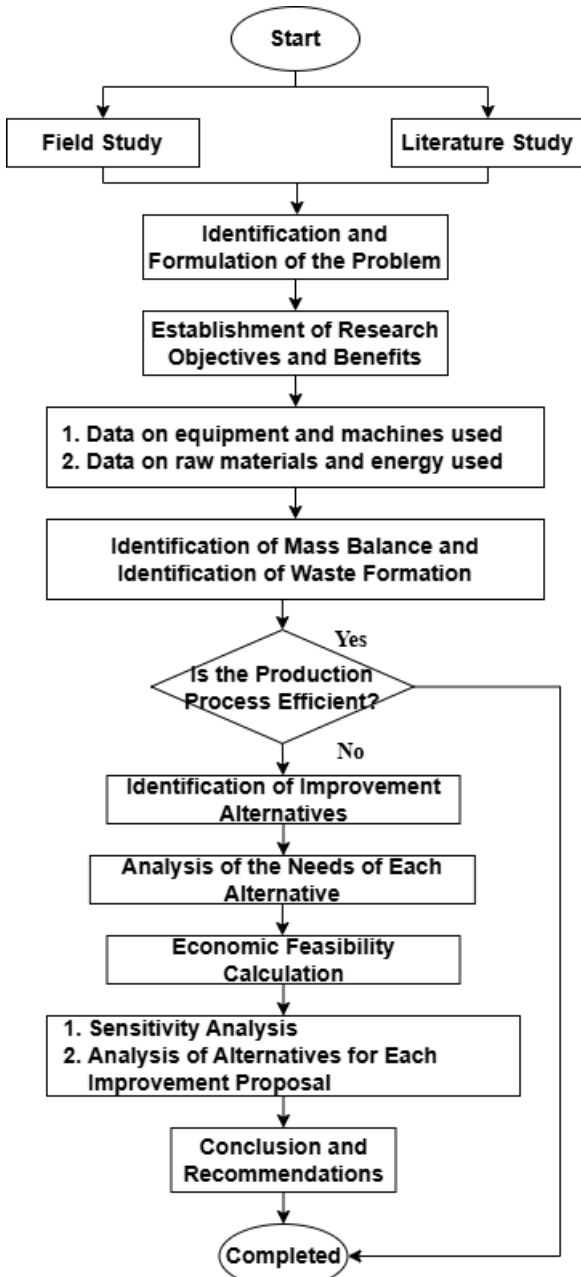 Start
Field Study
Literature Study
Identification and
Formulation of the Problem
Establishment of Research
Objectives and Benefits
1. Data on equipment and machines used
2. Data on raw materials and energy used
Identification of Mass Balance and
Identification of Waste Formation
Yes
Is the Production
Process Efficient?
No
Identification of Improvement
Alternatives
Analysis of the Needs of Each
Alternative
Economic Feasibility
Calculation
1. Sensitivity Analysis
2. Analysis of Alternatives for Each
Improvement Proposal
Conclusion and
Recommendations
Completed